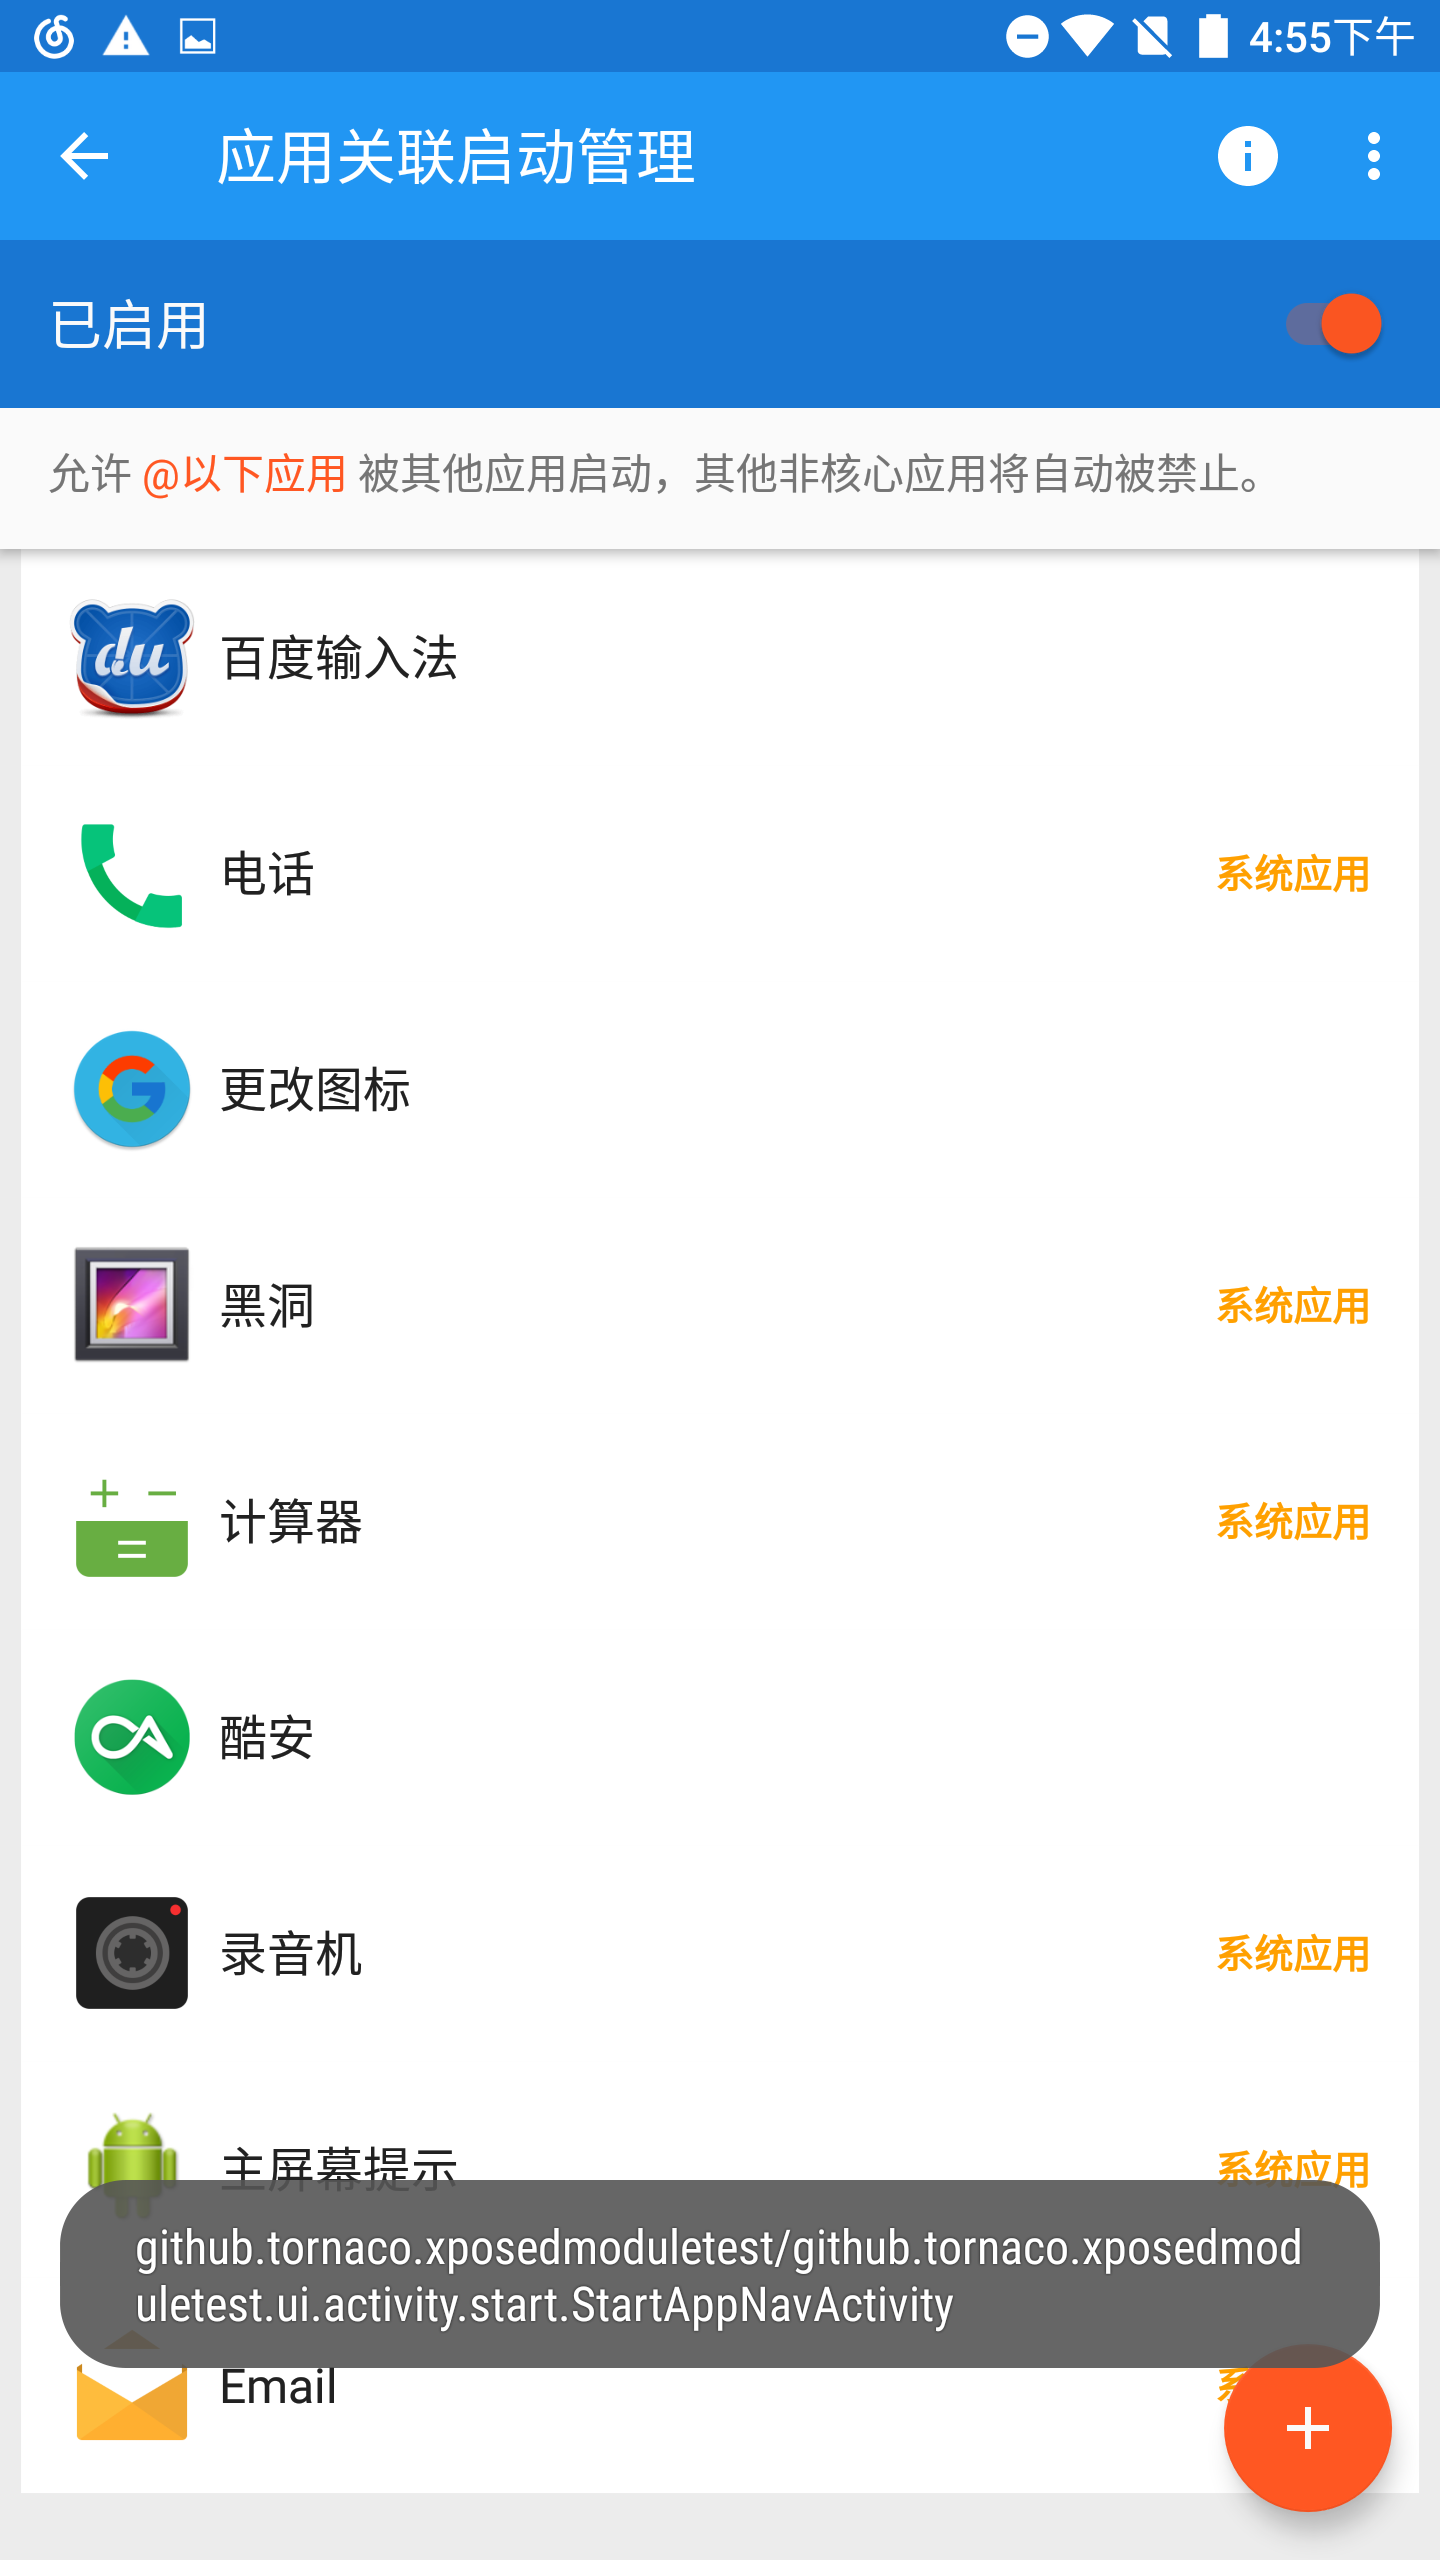 4:55下午
应用关联启动管理
已启用
允许 @以下应用 被其他应用启动，其他非核心应用将自动被禁止。
du 百度输入法
电话 系统应用
更改图标
黑洞 系统应用
计算器 系统应用
酷安
录音机 系统应用
主屏幕提示 系统应用
github.tornaco.xposedmoduletest/github.tornaco.xposedmod
uletest.ui.activity.start.StartAppNavActivity
Email